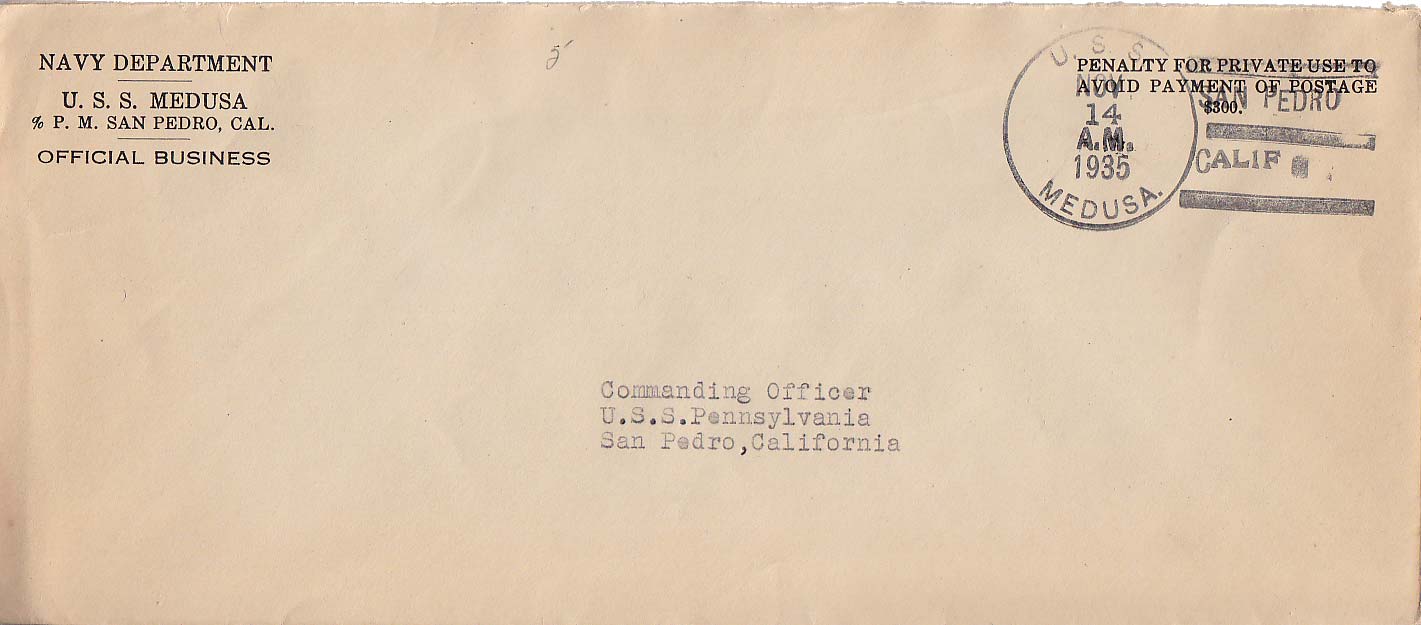 NAVY DEPARTMENT
U. S. S. MEDUSA
% P. M. SAN PEDRO, CAL.
OFFICIAL BUSINESS
5
U. S. S.
NOV
14
A.M.
1935
MEDUSA.
PENALTY FOR PRIVATE USE TO
AVOID PAYMENT OF POSTAGE
$300.
SAN PEDRO
CALIF
Commanding Officer
U.S.S.Pennsylvania
San Pedro,California